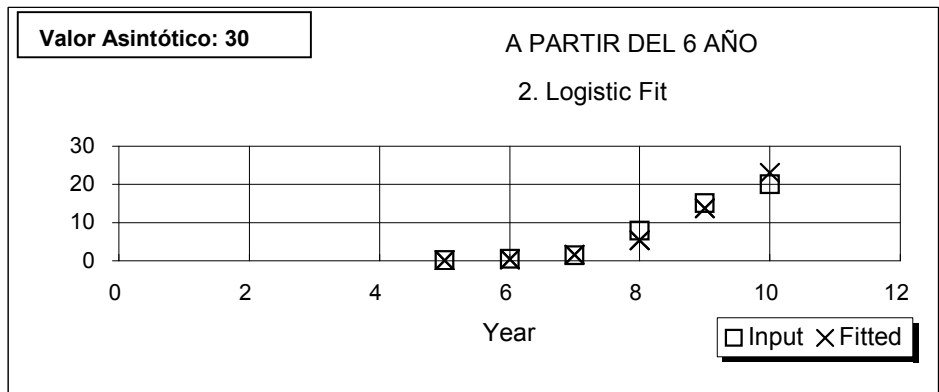 Valor Asintótico: 30
A PARTIR DEL 6 AÑO
2. Logistic Fit
30
20
10
0
0 2 4 6 8 10 12
Year
Input Fitted